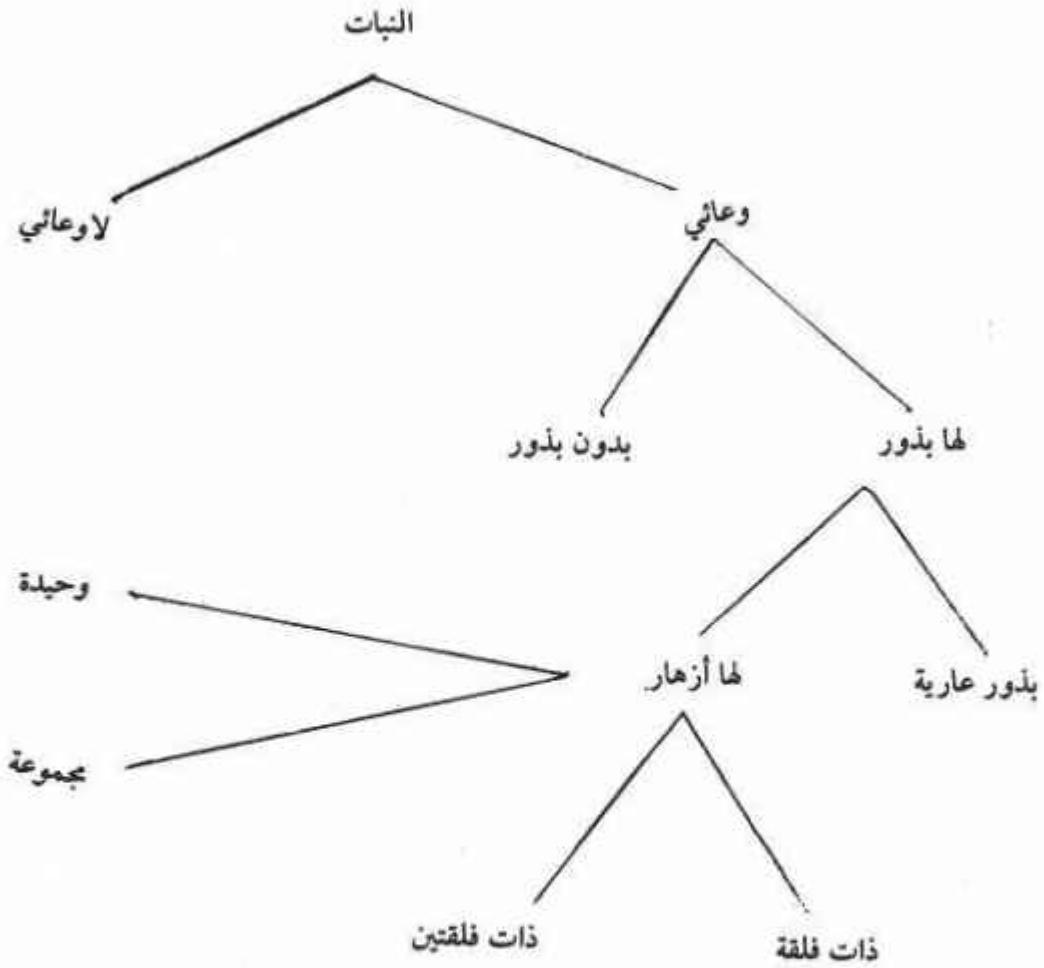 النبات
وعائي
لاوعائي
لها بذور
بدون بذور
بذور عارية
لها أزهار
وحيدة
مجموعة
ذات فلقة
ذات فلقتين